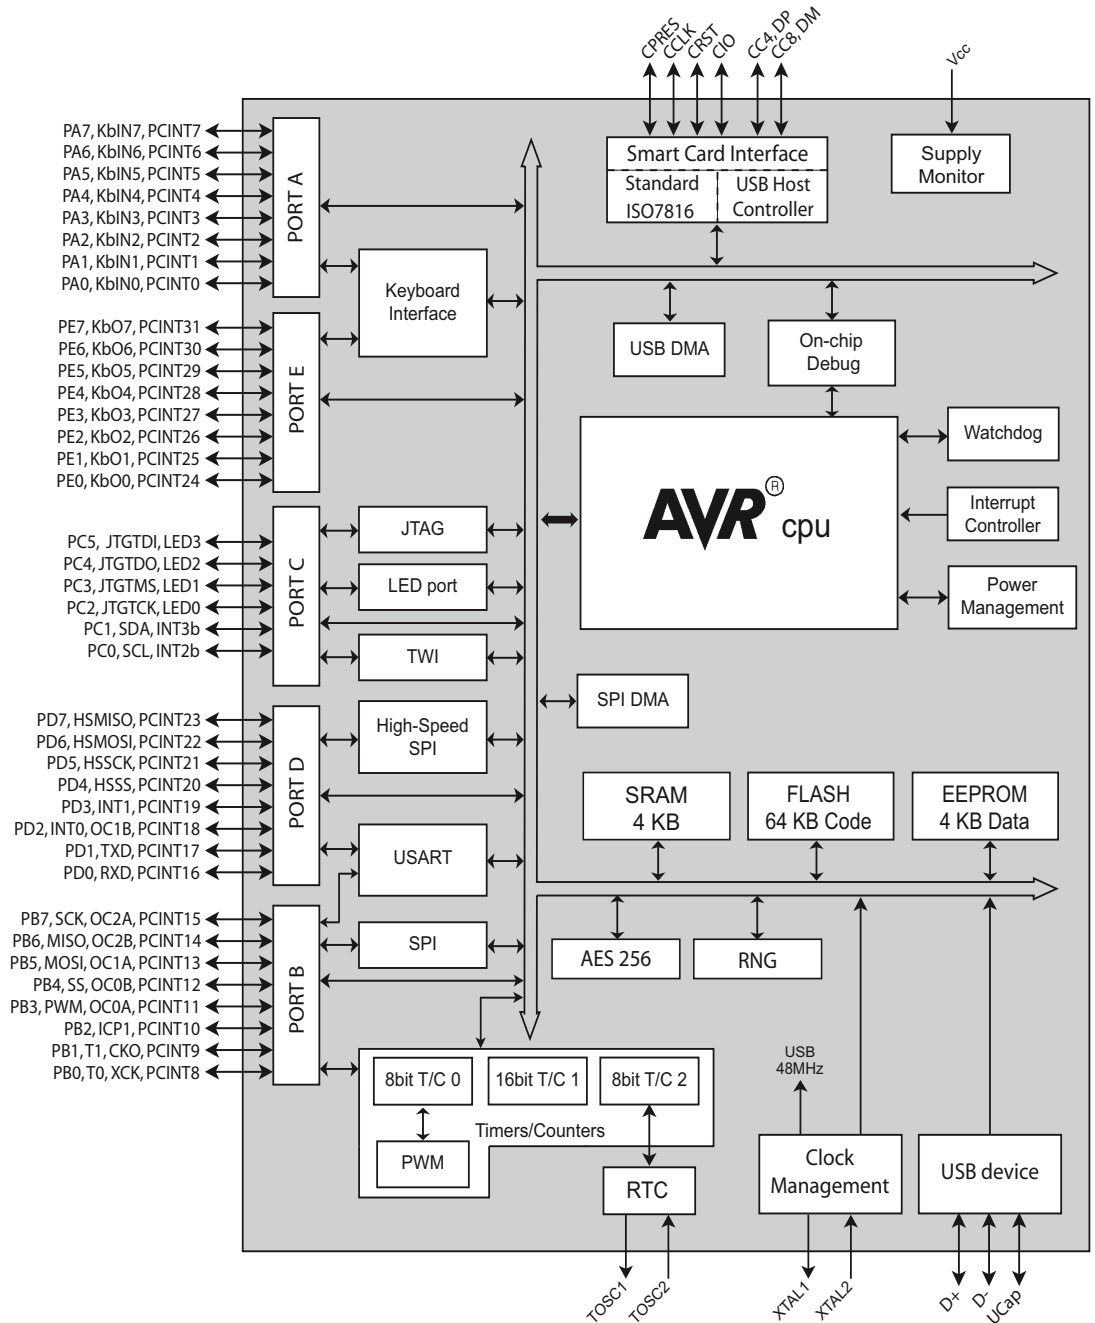 CPRES
CCLK
CRST
CIO
CC4, DP
CC8, DM
Vcc
Smart Card Interface
Standard
ISO7816
USB Host
Controller
Supply
Monitor
PA7, KbIN7, PCINT7
PA6, KbIN6, PCINT6
PA5, KbIN5, PCINT5
PA4, KbIN4, PCINT4
PA3, KbIN3, PCINT3
PA2, KbIN2, PCINT2
PA1, KbIN1, PCINT1
PA0, KbIN0, PCINT0
PORT A
Keyboard
Interface
PE7, KbO7, PCINT31
PE6, KbO6, PCINT30
PE5, KbO5, PCINT29
PE4, KbO4, PCINT28
PE3, KbO3, PCINT27
PE2, KbO2, PCINT26
PE1, KbO1, PCINT25
PE0, KbO0, PCINT24
PORT E
USB DMA
On-chip
Debug
AVR® cpu
Watchdog
Interrupt
Controller
Power
Management
PC5, JTGTDI, LED3
PC4, JTGTDO, LED2
PC3, JTGTMS, LED1
PC2, JTGTCK, LED0
PC1, SDA, INT3b
PC0, SCL, INT2b
PORT C
JTAG
LED port
TWI
SPI DMA
PD7, HSMISO, PCINT23
PD6, HSMOSI, PCINT22
PD5, HSSCK, PCINT21
PD4, HSSS, PCINT20
PD3, INT1, PCINT19
PD2, INT0, OC1B, PCINT18
PD1, TXD, PCINT17
PD0, RXD, PCINT16
PORT D
High-Speed
SPI
USART
SRAM
4 KB
FLASH
64 KB Code
EEPROM
4 KB Data
PB7, SCK, OC2A, PCINT15
PB6, MISO, OC2B, PCINT14
PB5, MOSI, OC1A, PCINT13
PB4, SS, OC0B, PCINT12
PB3, PWM, OC0A, PCINT11
PB2, ICP1, PCINT10
PB1, T1, CKO, PCINT9
PB0, T0, XCK, PCINT8
PORT B
SPI
AES 256
RNG
8bit T/C 0
16bit T/C 1
8bit T/C 2
Timers/Counters
PWM
RTC
USB
48MHz
Clock
Management
USB device
TOSC1
TOSC2
XTAL1
XTAL2
D+
D-
UCap